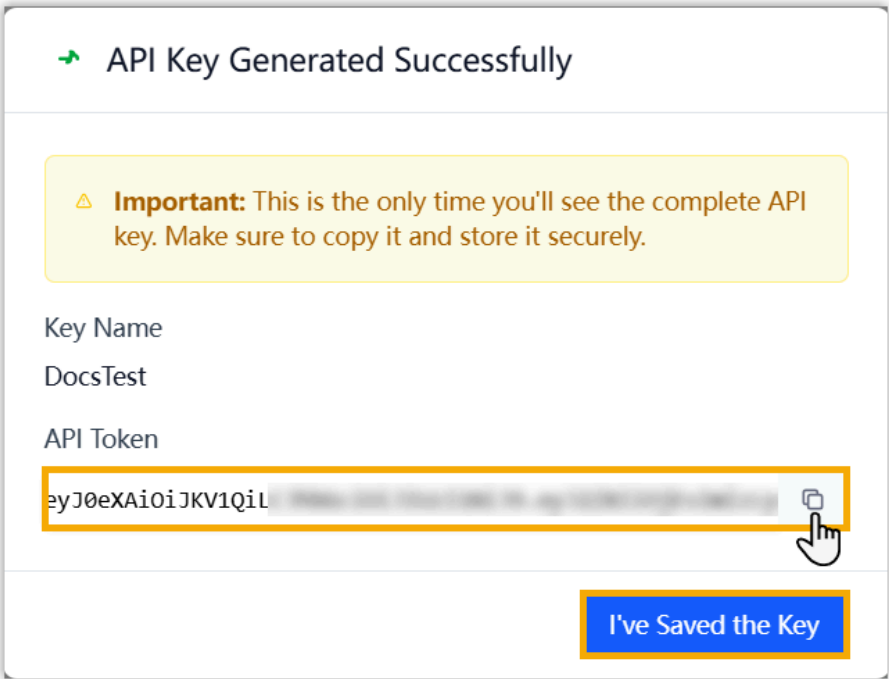 API Key Generated Successfully
Important: This is the only time you'll see the complete API
key. Make sure to copy it and store it securely.
Key Name
DocsTest
API Token
eyJ0eXAiOiJKV1QiL
I've Saved the Key